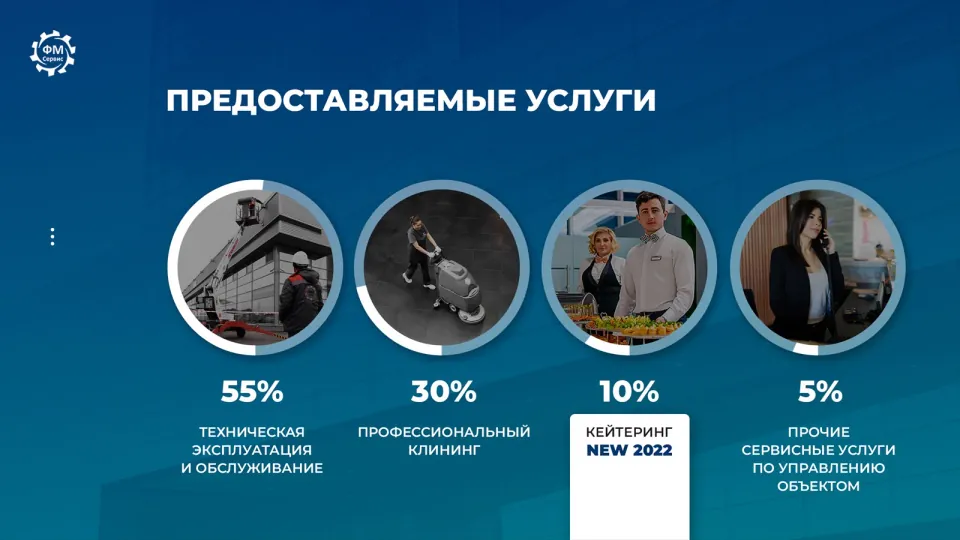 ФМ
Сервис
ПРЕДОСТАВЛЯЕМЫЕ УСЛУГИ
55%
ТЕХНИЧЕСКАЯ
ЭКСПЛУАТАЦИЯ
И ОБСЛУЖИВАНИЕ
30%
ПРОФЕССИОНАЛЬНЫЙ
КЛИНИНГ
10%
КЕЙТЕРИНГ
NEW 2022
5%
ПРОЧИЕ
СЕРВИСНЫЕ УСЛУГИ
ПО УПРАВЛЕНИЮ
ОБЪЕКТОМ